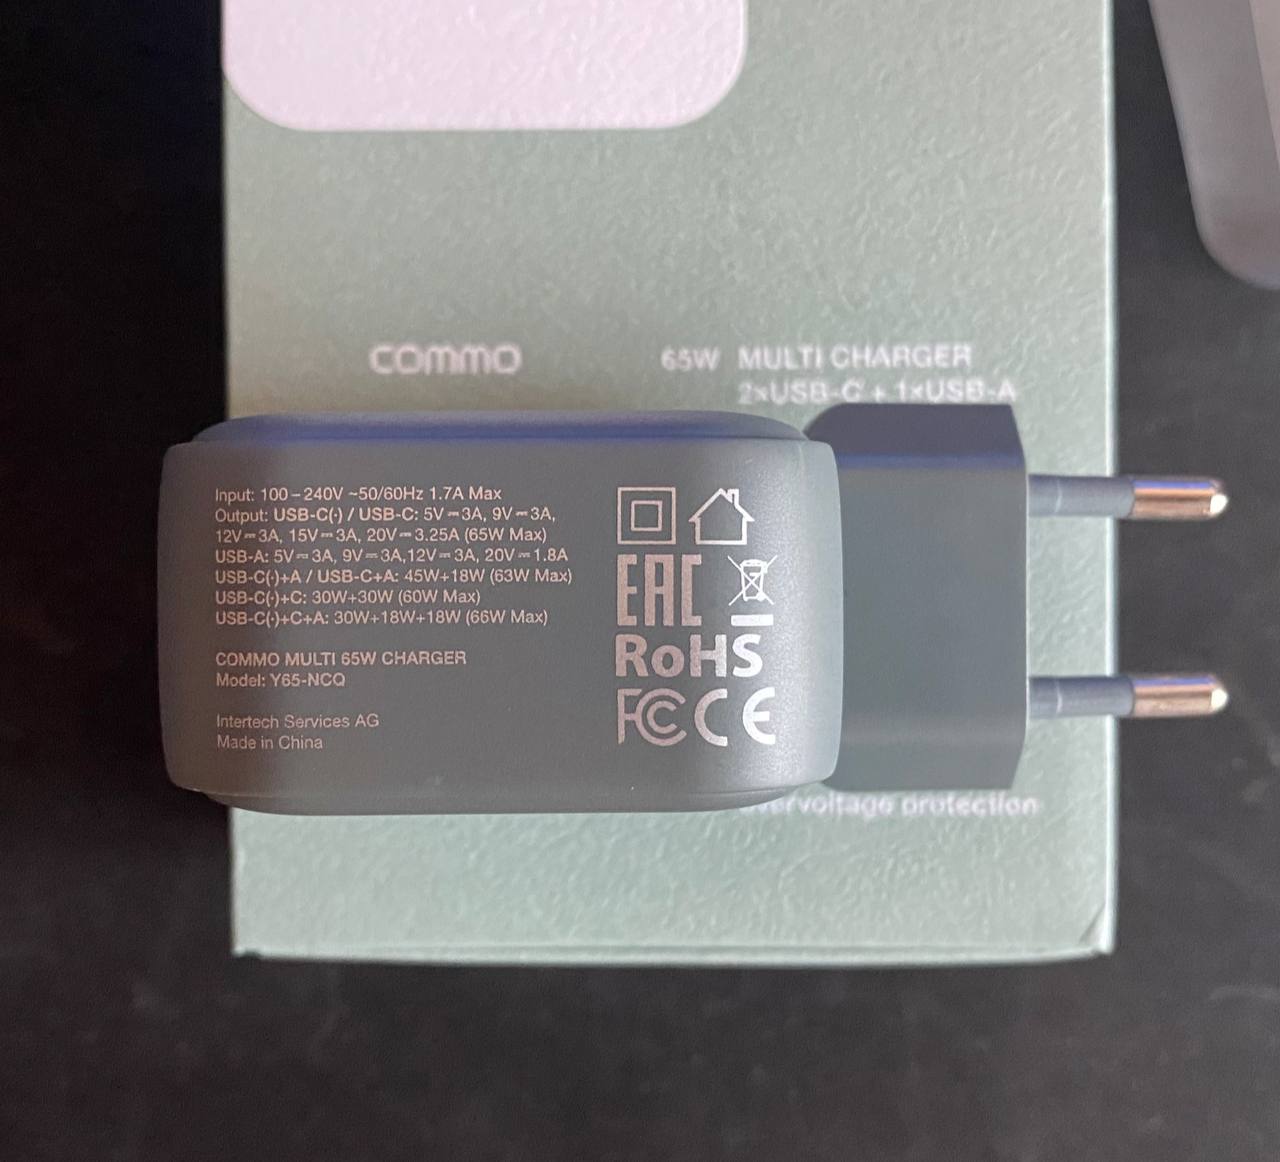 commo
65W MULTI CHARGER
2xUSB-C + 1xUSB-A
Input: 100–240V ~50/60Hz 1.7A Max
Output: USB-C(·) / USB-C: 5V⎓3A, 9V⎓3A,
12V⎓3A, 15V⎓3A, 20V⎓3.25A (65W Max)
USB-A: 5V⎓3A, 9V⎓3A,12V⎓3A, 20V⎓1.8A
USB-C(·)+A / USB-C+A: 45W+18W (63W Max)
USB-C(·)+C: 30W+30W (60W Max)
USB-C(·)+C+A: 30W+18W+18W (66W Max)
COMMO MULTI 65W CHARGER
Model: Y65-NCQ
Intertech Services AG
Made in China
EAC
RoHS
FC CE
overvoltage protection